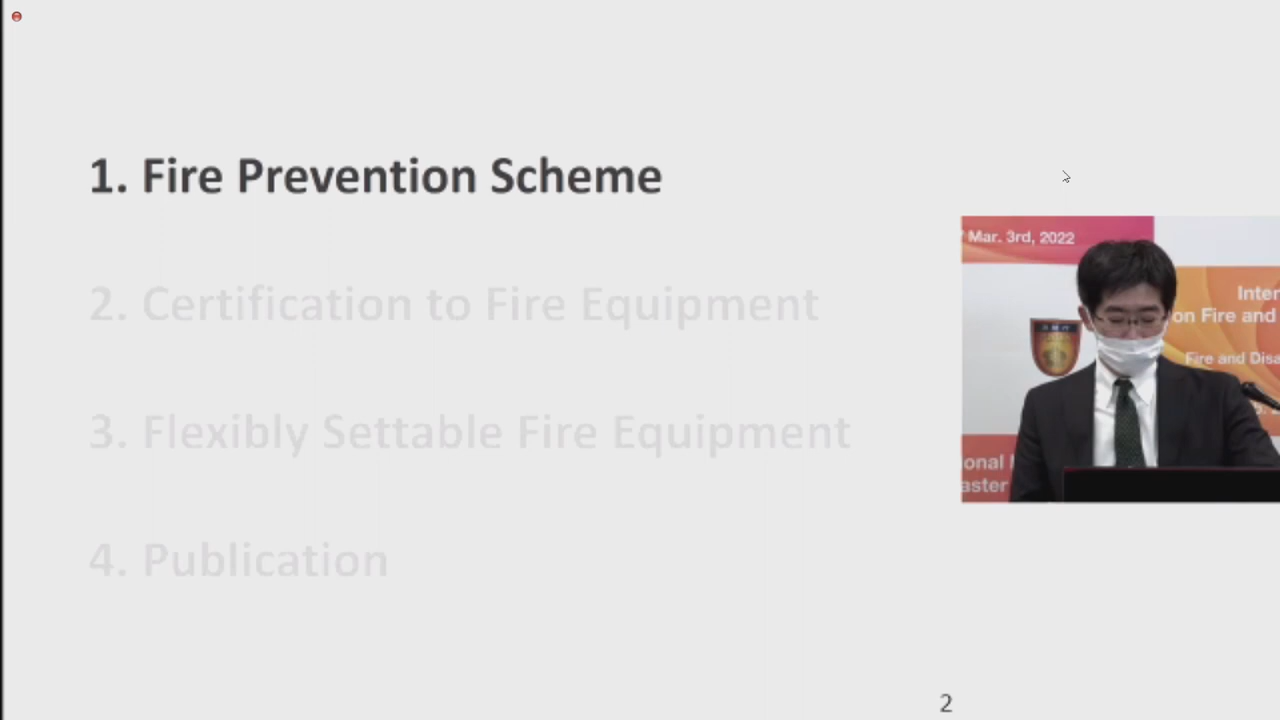 1. Fire Prevention Scheme
2. Certification to Fire Equipment
3. Flexibly Settable Fire Equipment
4. Publication
2
Mar. 3rd, 2022
Inter
on Fire and
Fire and Disa
onal
aster